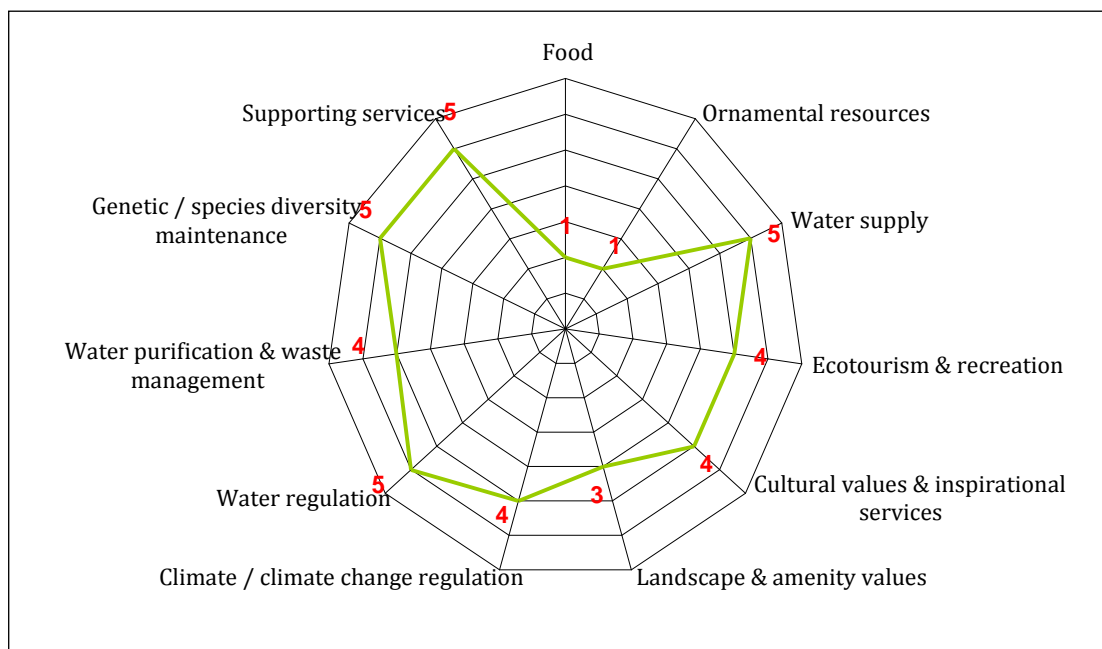 Food
Supporting services
5
Ornamental resources
Genetic / species diversity
maintenance
5
1
1
Water supply
5
Water purification & waste
management
4
4
Ecotourism & recreation
Water regulation
5
4
3
4
Cultural values & inspirational
services
Climate / climate change regulation
Landscape & amenity values